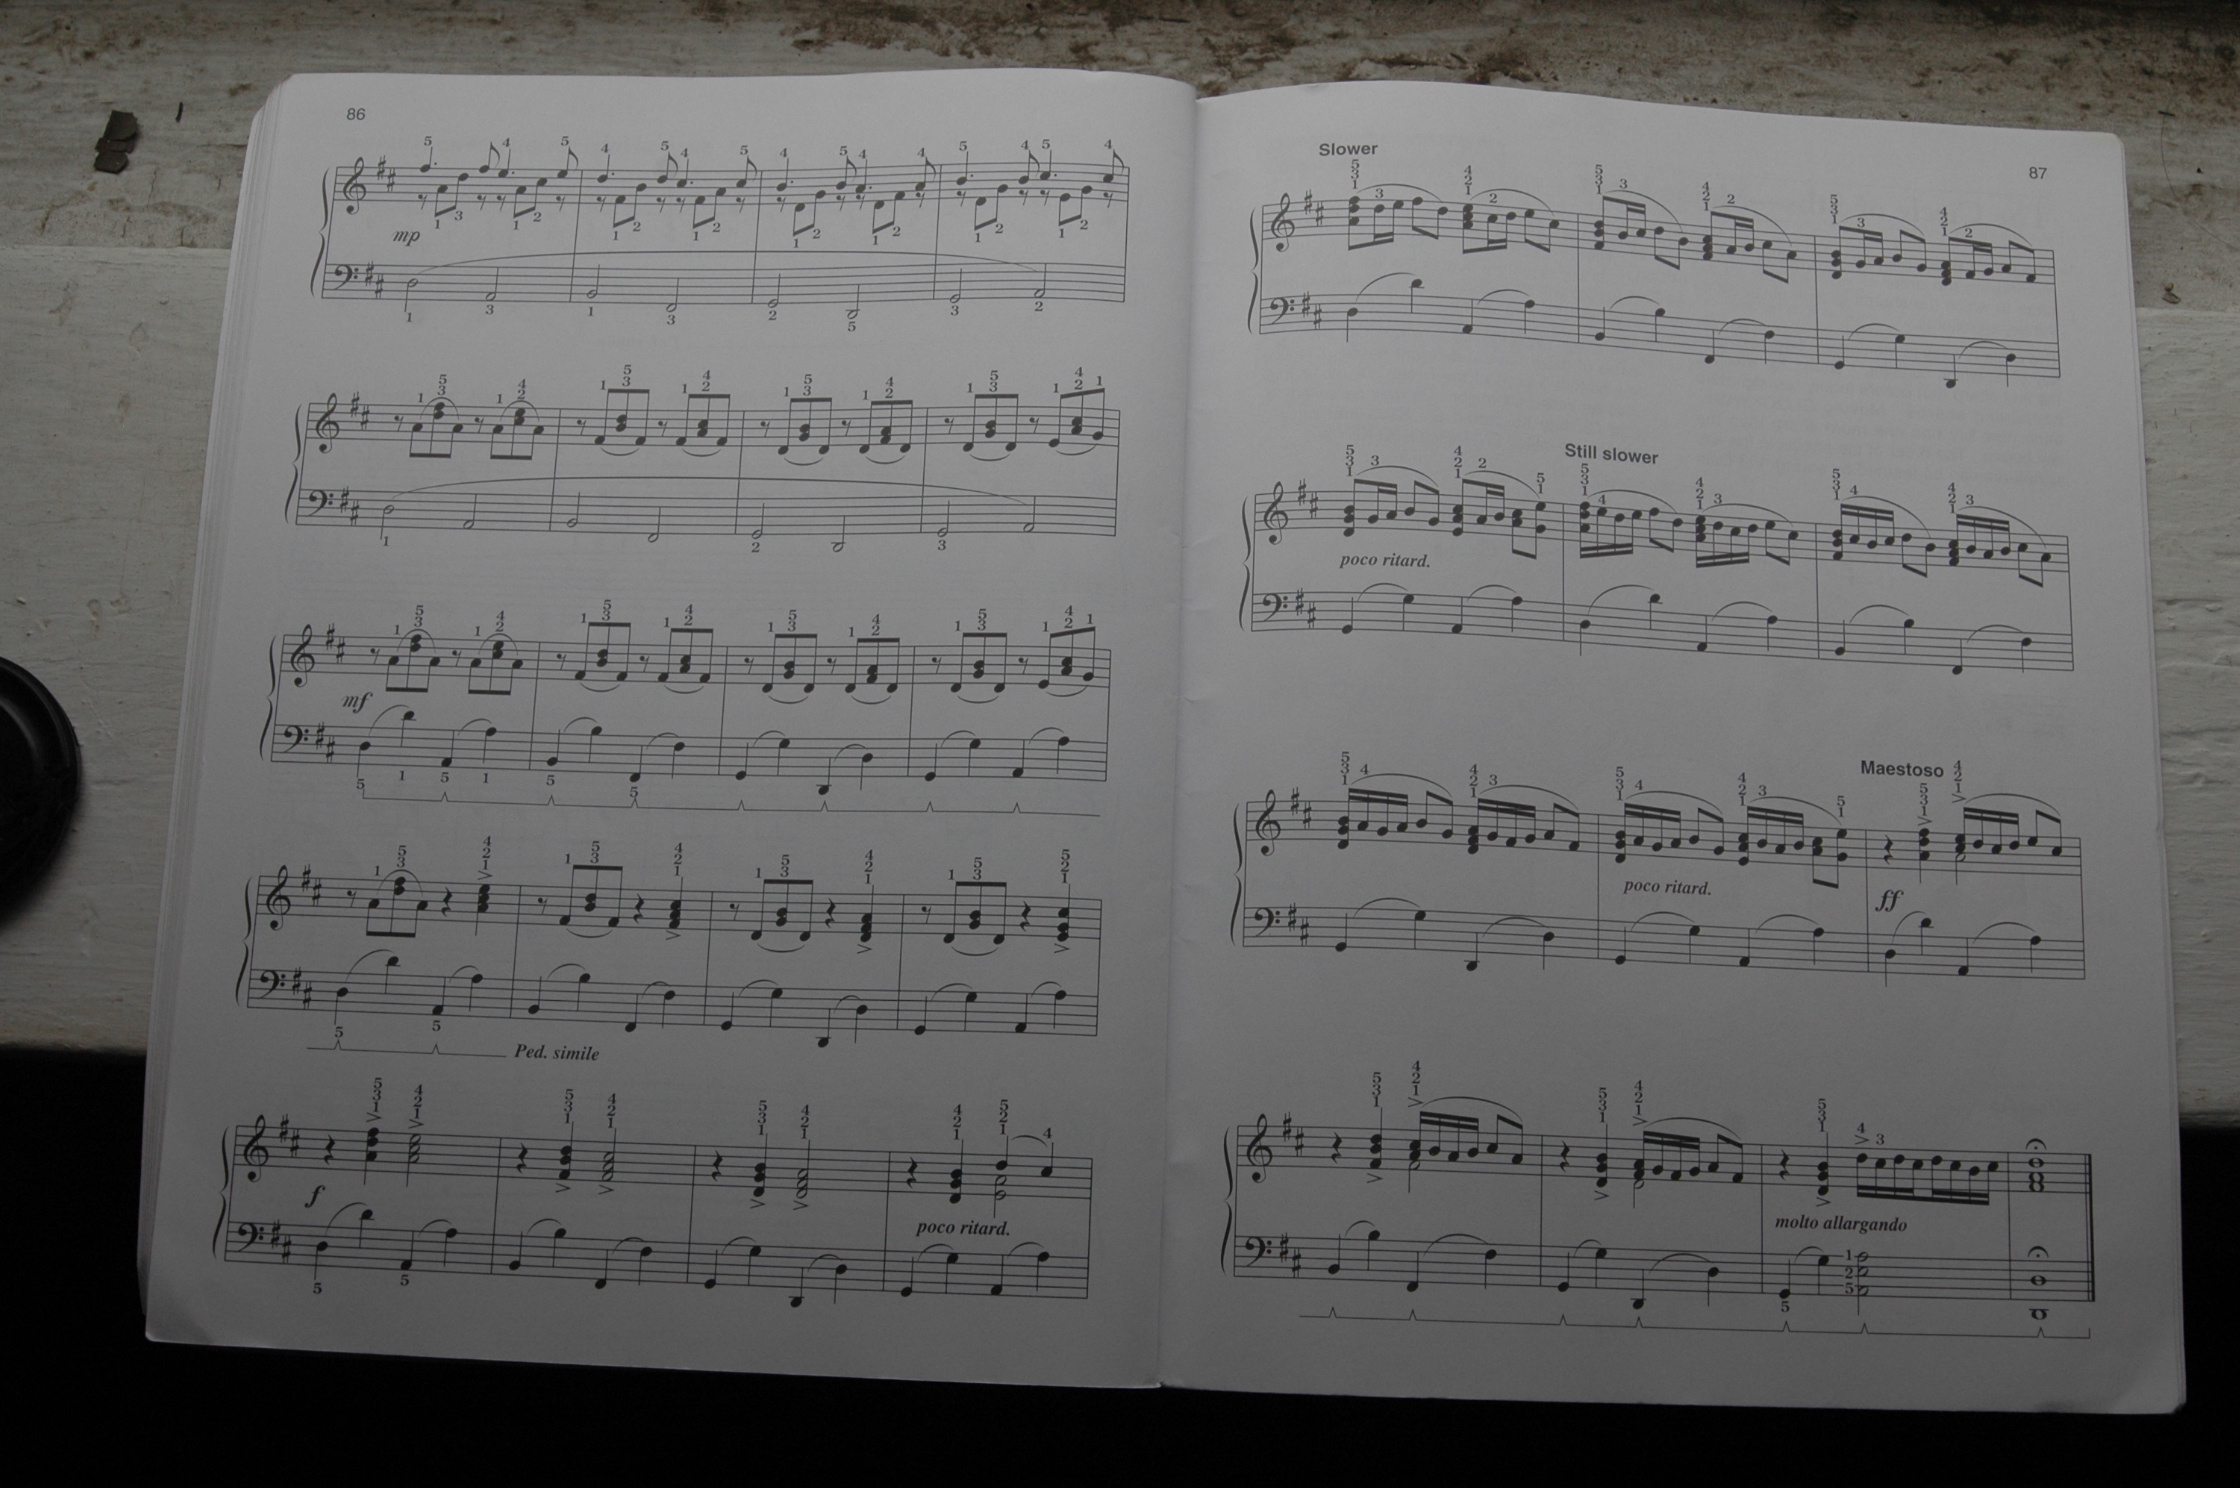 86
mp
mf
Ped. simile
f
poco ritard.
87
Slower
Still slower
poco ritard.
Maestoso
poco ritard.
ff
molto allargando